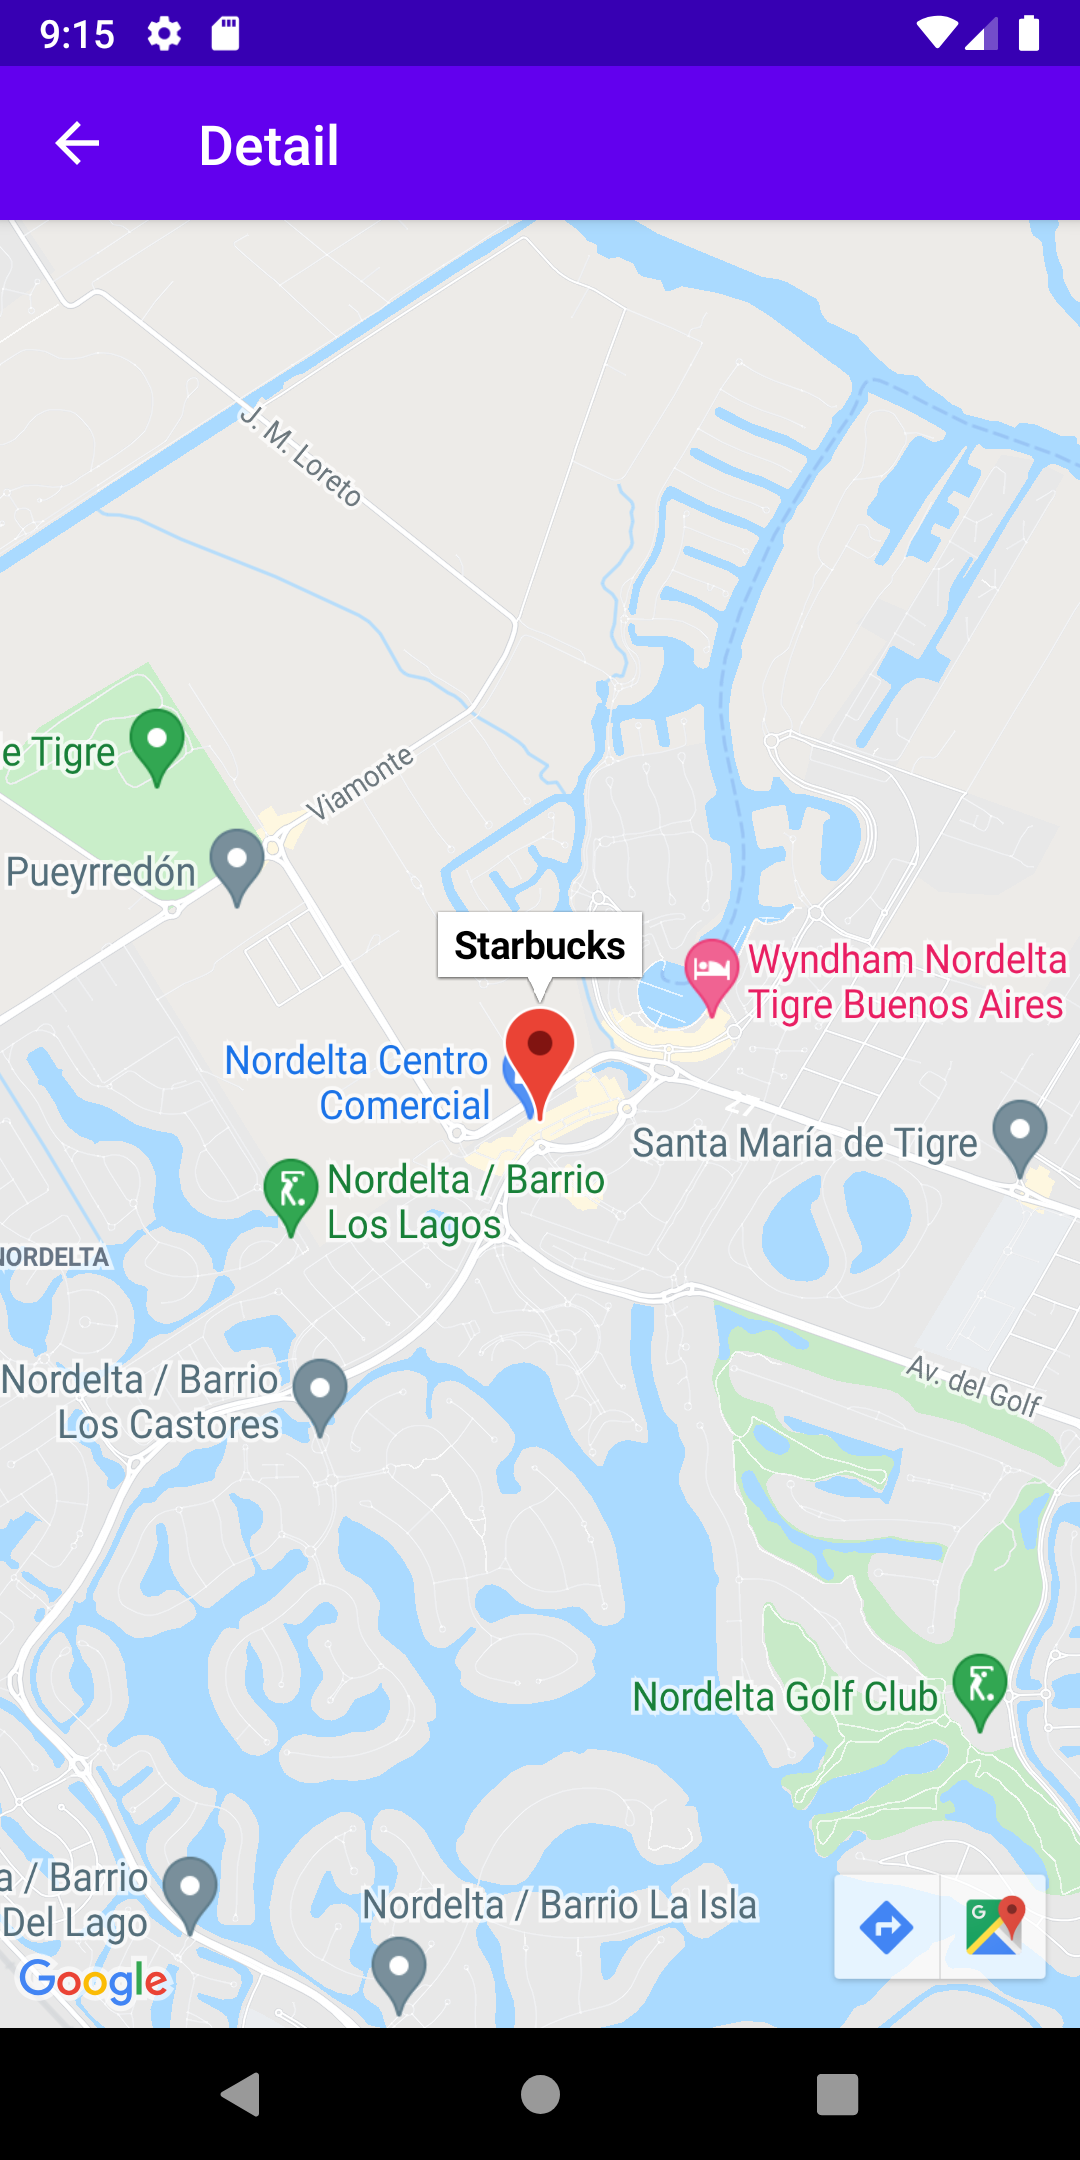 9:15
Detail
J. M. Loreto
e Tigre
Viamonte
Pueyrredón
Starbucks
Wyndham Nordelta
Tigre Buenos Aires
Nordelta Centro
Comercial
27
Santa María de Tigre
Nordelta / Barrio
Los Lagos
NORDELTA
Nordelta / Barrio
Los Castores
Av. del Golf
Nordelta Golf Club
a / Barrio
Del Lago
Nordelta / Barrio La Isla
G
Google